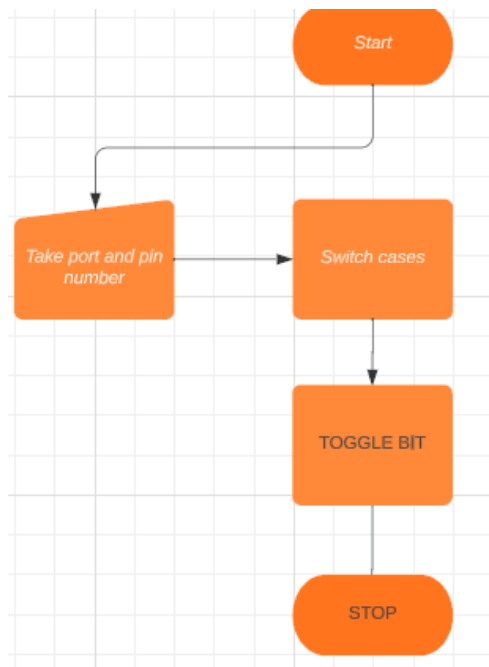 Start
Take port and pin
number
Switch cases
TOGGLE BIT
STOP